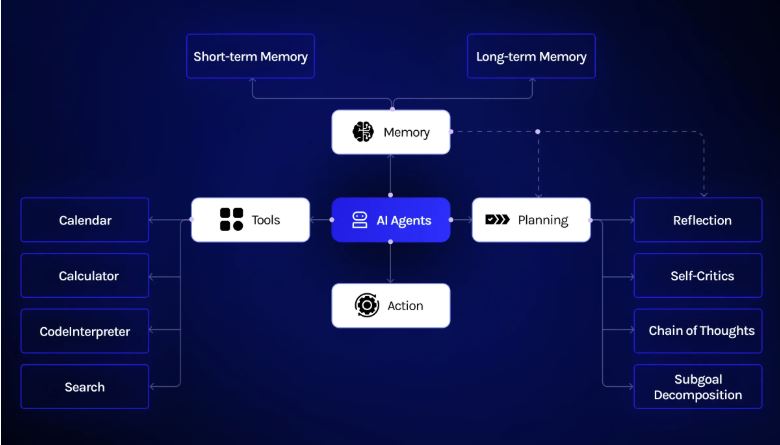 Short-term Memory
Long-term Memory
Memory
Calendar
Tools
AI Agents
Planning
Reflection
Calculator
Self-Critics
Action
CodeInterpreter
Chain of Thoughts
Search
Subgoal
Decomposition